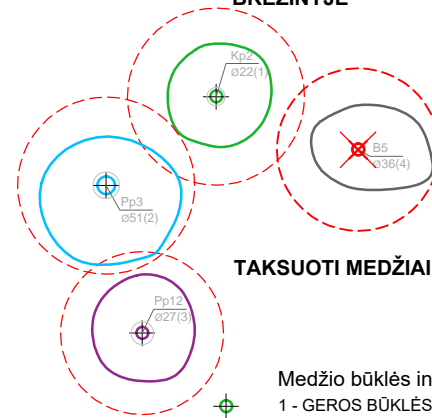 BRĖŽINYJE
Kp2
Ø22(1)
B5
Ø36(4)
Pp3
Ø51(2)
TAKSUOTI MEDŽIAI
Pp12
Ø27(3)
Medžio būklės in
1 - GEROS BŪKLĖS